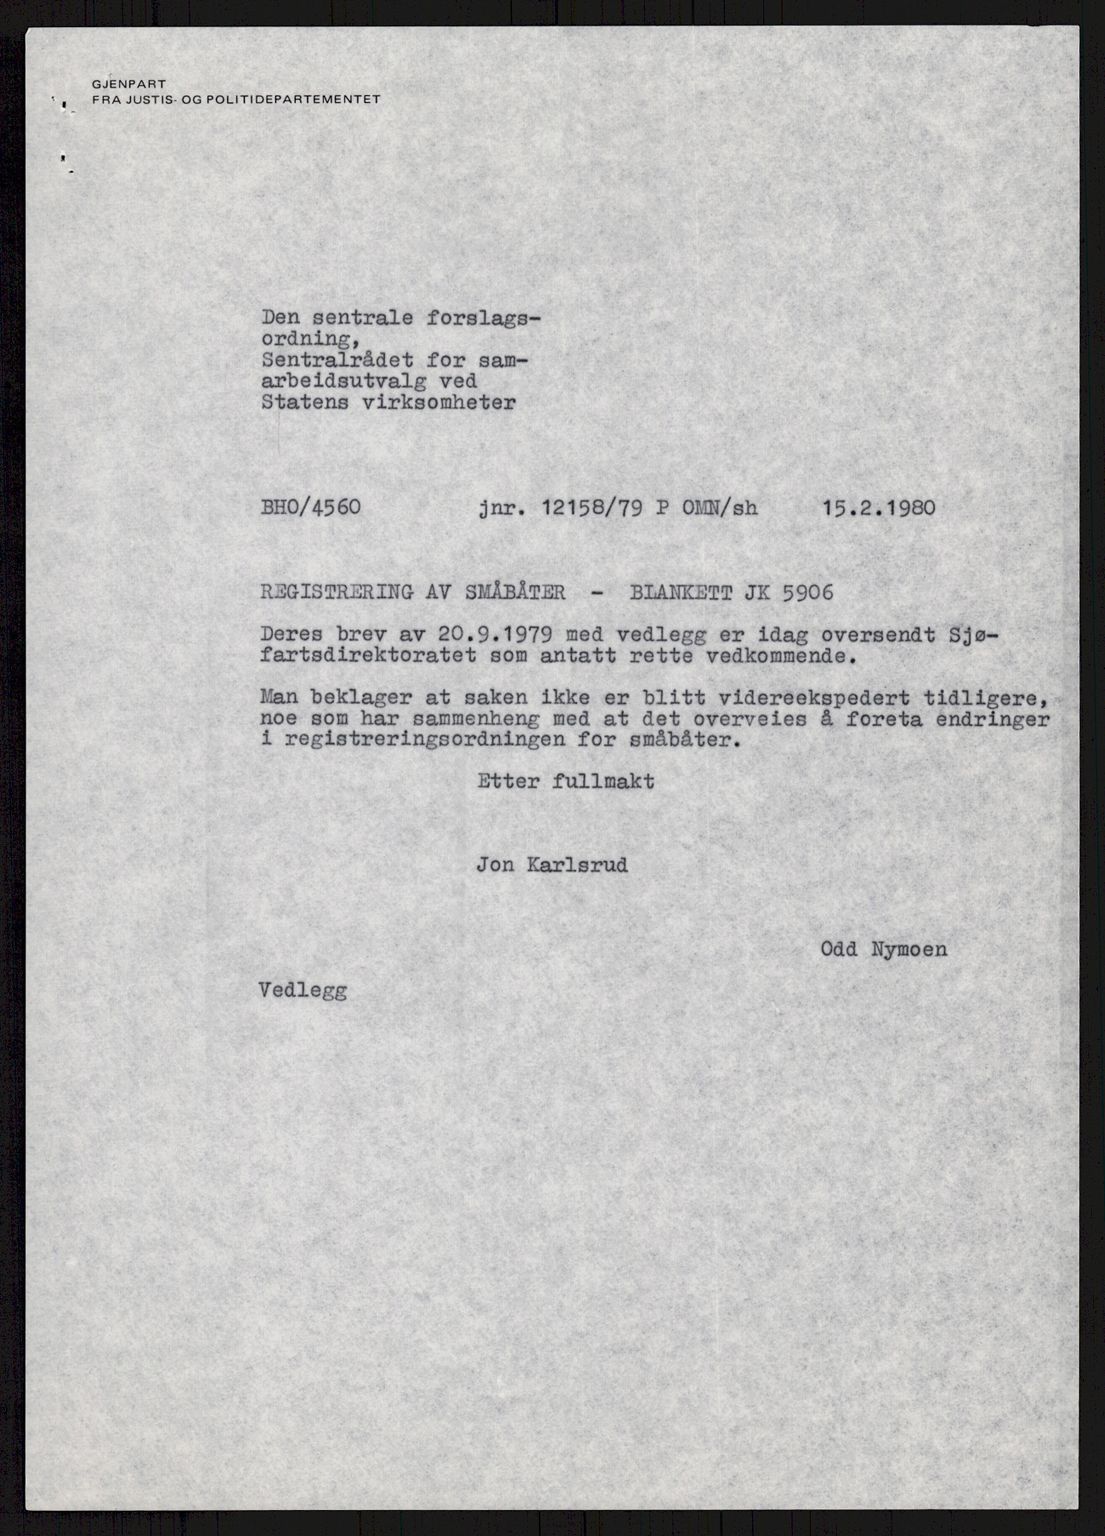 GJENPART
FRA JUSTIS- OG POLITIDEPARTEMENTET
Den sentrale forslags-
ordning,
Sentralrådet for sam-
arbeidsutvalg ved
Statens virksomheter
BHO/4560 jnr. 12158/79 P OMN/sh 15.2.1980
REGISTRERING AV SMÅBÅTER - BLANKETT JK 5906
Deres brev av 20.9.1979 med vedlegg er idag oversendt Sjø-
fartsdirektoratet som antatt rette vedkommende.
Man beklager at saken ikke er blitt videreekspedert tidligere,
noe som har sammenheng med at det overveies å foreta endringer
i registreringsordningen for småbåter.
Etter fullmakt
Jon Karlsrud
Odd Nymoen
Vedlegg